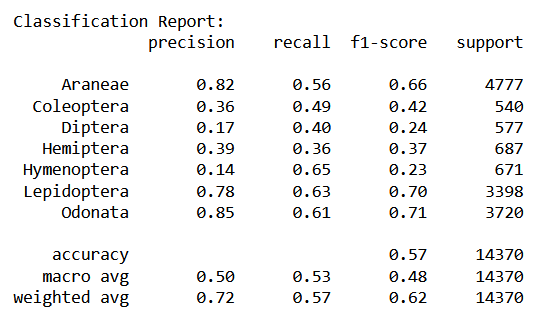 Classification Report:
precision recall f1-score support
Araneae 0.82 0.56 0.66 4777
Coleoptera 0.36 0.49 0.42 540
Diptera 0.17 0.40 0.24 577
Hemiptera 0.39 0.36 0.37 687
Hymenoptera 0.14 0.65 0.23 671
Lepidoptera 0.78 0.63 0.70 3398
Odonata 0.85 0.61 0.71 3720
accuracy 0.57 14370
macro avg 0.50 0.53 0.48 14370
weighted avg 0.72 0.57 0.62 14370